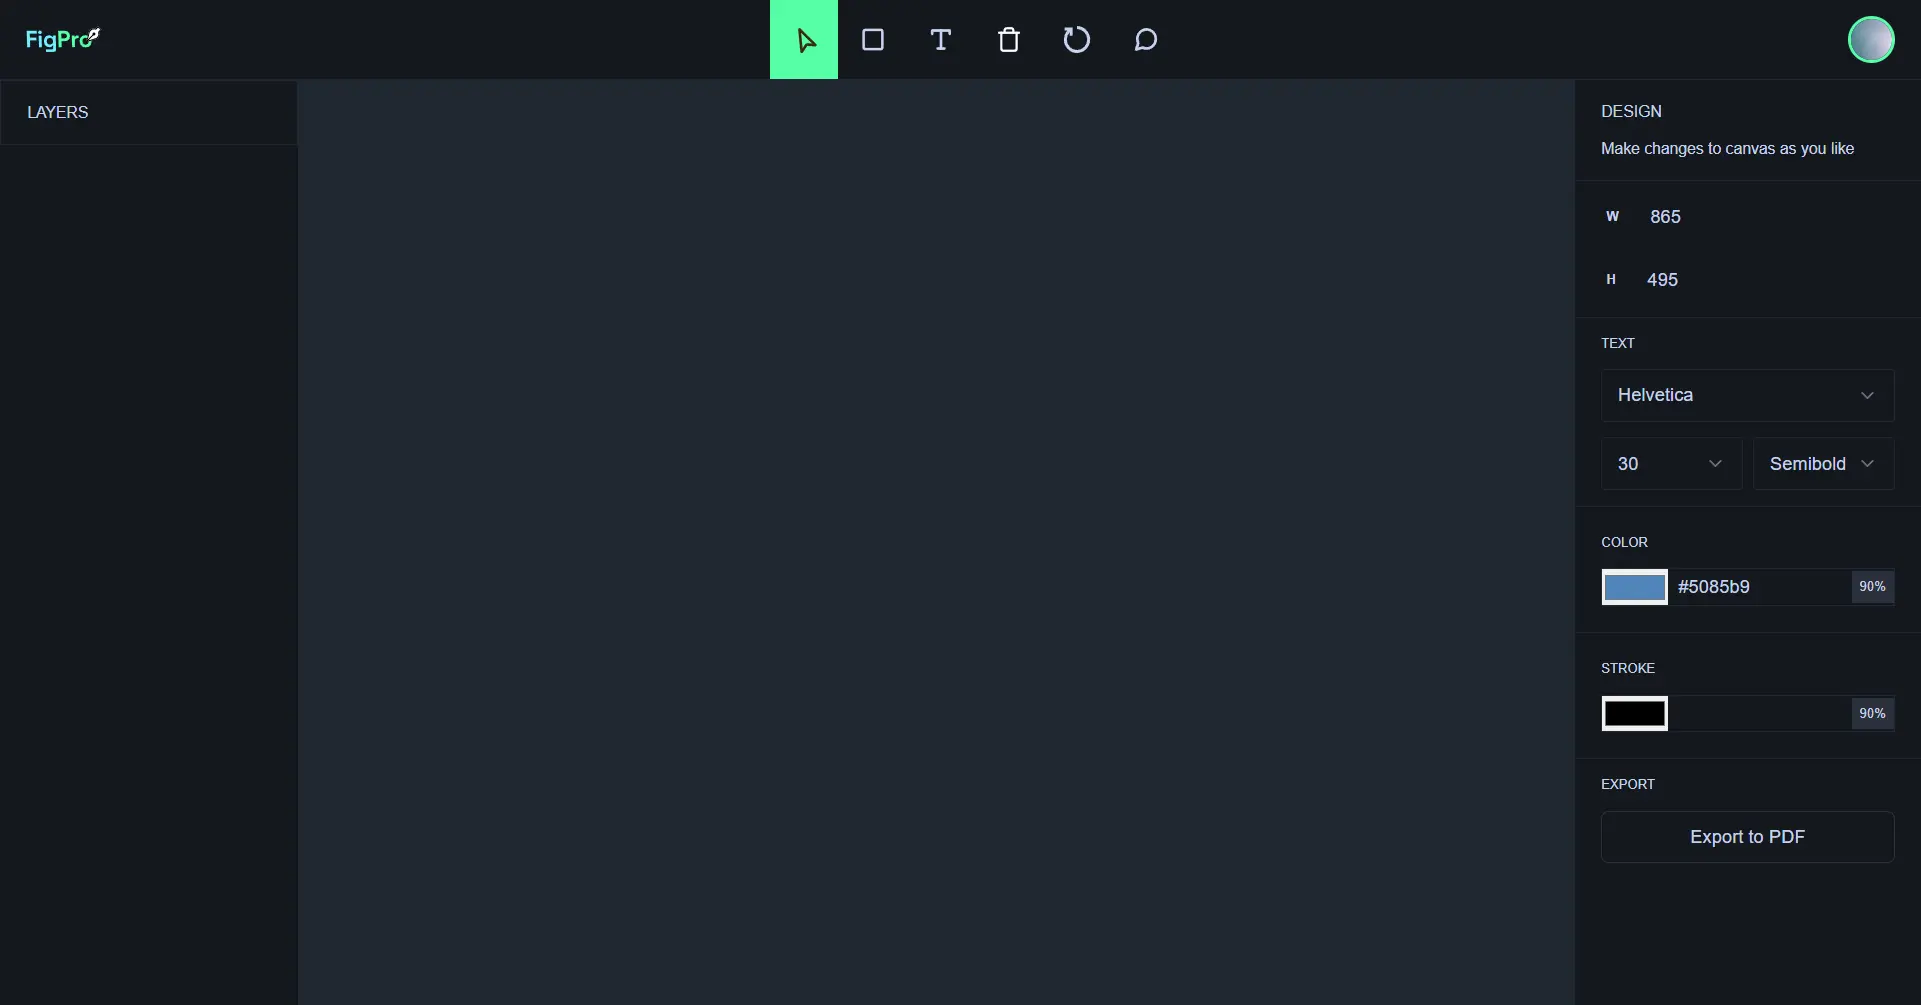 FigPro
LAYERS
DESIGN
Make changes to canvas as you like
W 865
H 495
TEXT
Helvetica
30 Semibold
COLOR
#5085b9 90%
STROKE
90%
EXPORT
Export to PDF